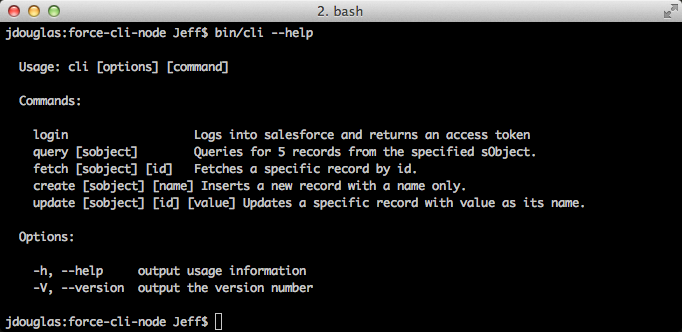 2. bash
jdouglas:force-cli-node Jeff$ bin/cli --help
Usage: cli [options] [command]
Commands:
login Logs into salesforce and returns an access token
query [sobject] Queries for 5 records from the specified sObject.
fetch [sobject] [id] Fetches a specific record by id.
create [sobject] [name] Inserts a new record with a name only.
update [sobject] [id] [value] Updates a specific record with value as its name.
Options:
-h, --help output usage information
-V, --version output the version number
jdouglas:force-cli-node Jeff$